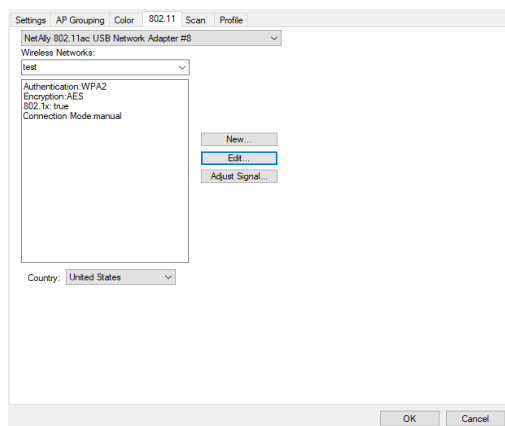 Settings AP Grouping Color 802.11 Scan Profile
NetAlly 802.11ac USB Network Adapter #8
Wireless Networks:
test
Authentication:WPA2
Encryption:AES
802.1x: true
Connection Mode:manual
New...
Edit...
Adjust Signal...
Country: United States
OK Cancel